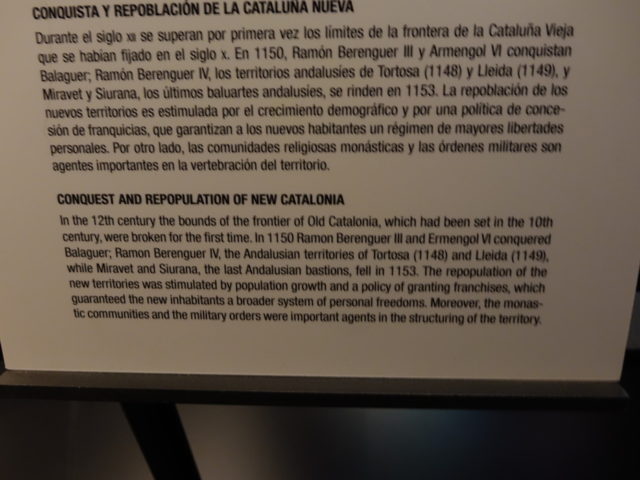 CONQUISTA Y REPOBLACIÓN DE LA CATALUÑA NUEVA
Durante el siglo XII se superan por primera vez los límites de la frontera de la Cataluña Vieja
que se habían fijado en el siglo X. En 1150, Ramón Berenguer III y Armengol VI conquistan
Balaguer; Ramón Berenguer IV, los territorios andalusíes de Tortosa (1148) y Lleida (1149), y
Miravet y Siurana, los últimos baluartes andalusíes, se rinden en 1153. La repoblación de los
nuevos territorios es estimulada por el crecimiento demográfico y por una política de conce-
sión de franquicias, que garantizan a los nuevos habitantes un régimen de mayores libertades
personales. Por otro lado, las comunidades religiosas monásticas y las órdenes militares son
agentes importantes en la vertebración del territorio.
CONQUEST AND REPOPULATION OF NEW CATALONIA
In the 12th century the bounds of the frontier of Old Catalonia, which had been set in the 10th
century, were broken for the first time. In 1150 Ramon Berenguer III and Ermengol VI conquered
Balaguer; Ramon Berenguer IV, the Andalusian territories of Tortosa (1148) and Lleida (1149),
while Miravet and Siurana, the last Andalusian bastions, fell in 1153. The repopulation of the
new territories was stimulated by population growth and a policy of granting franchises, which
guaranteed the new inhabitants a broader system of personal freedoms. Moreover, the monas-
tic communities and the military orders were important agents in the structuring of the territory.